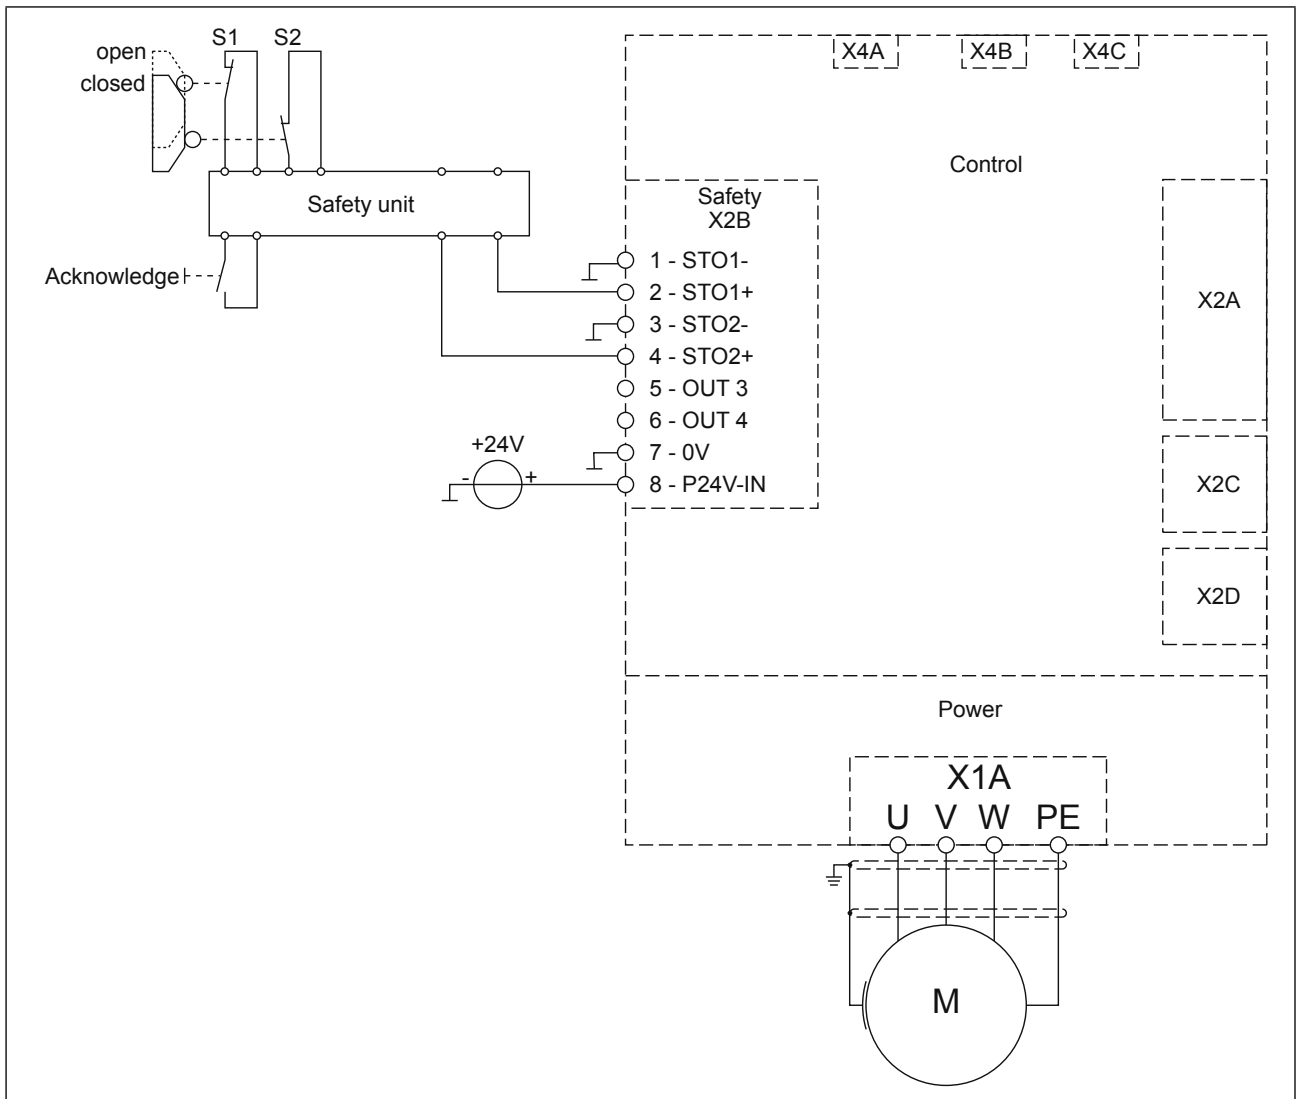 S1 S2
open
closed
X4A X4B X4C
Control
Safety unit
Safety
X2B
Acknowledge
1 - STO1-
2 - STO1+
3 - STO2-
4 - STO2+
5 - OUT 3
6 - OUT 4
7 - 0V
8 - P24V-IN
+24V
- +
X2A
X2C
X2D
Power
X1A
U V W PE
M